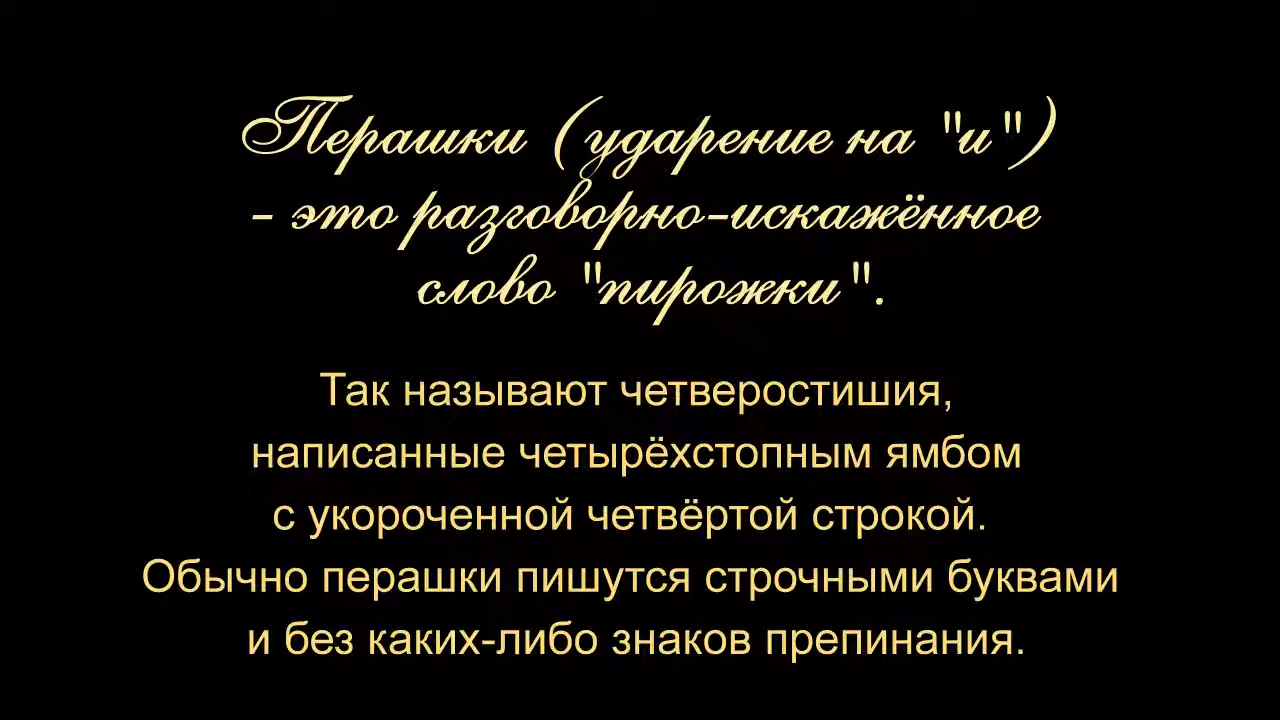 Перашки (ударение на "и")
- это разговорно-искажённое
слово "пирожки".
Так называют четверостишия,
написанные четырёхстопным ямбом
с укороченной четвёртой строкой.
Обычно перашки пишутся строчными буквами
и без каких-либо знаков препинания.